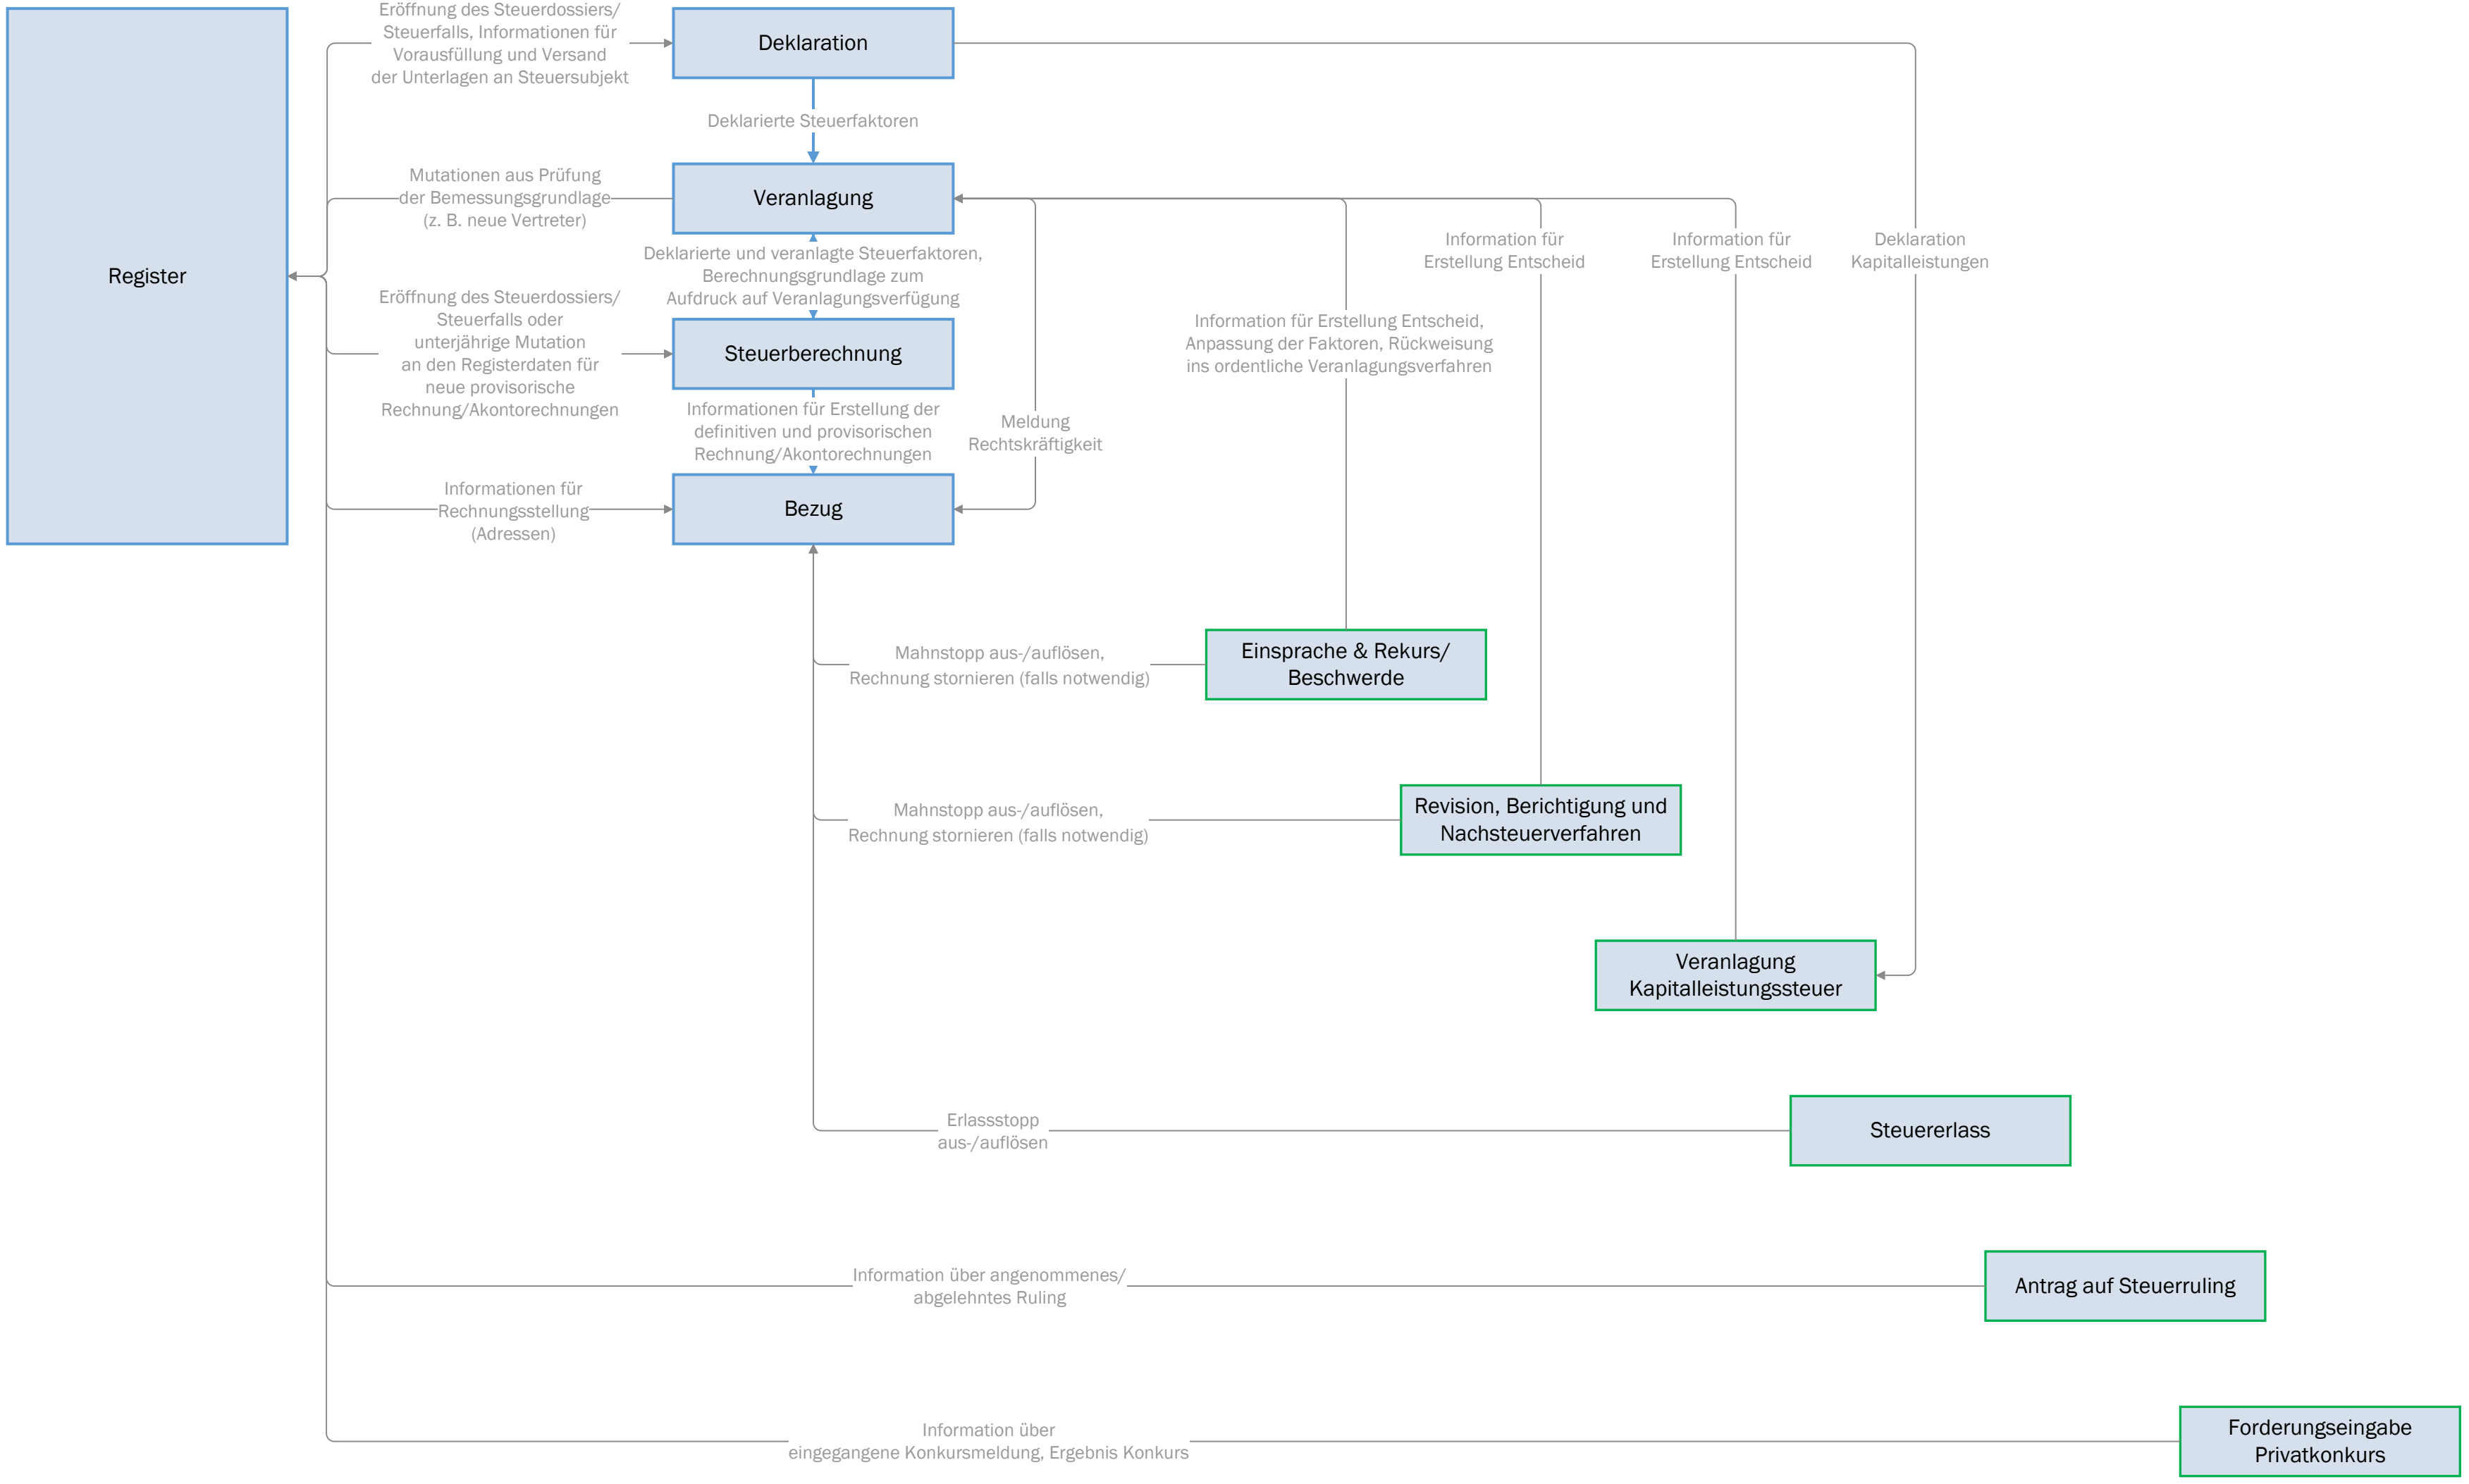 Eröffnung des Steuerdossiers/
Steuerfalls, Informationen für
Vorausfüllung und Versand
der Unterlagen an Steuersubjekt
Deklaration
Deklarierte Steuerfaktoren
Mutationen aus Prüfung
der Bemessungsgrundlage
(z. B. neue Vertreter)
Veranlagung
Register
Deklarierte und veranlagte Steuerfaktoren,
Berechnungsgrundlage zum
Aufdruck auf Veranlagungsverfügung
Information für
Erstellung Entscheid
Information für
Erstellung Entscheid
Deklaration
Kapitalleistungen
Eröffnung des Steuerdossiers/
Steuerfalls oder
unterjährige Mutation
an den Registerdaten für
neue provisorische
Rechnung/Akontorechnungen
Steuerberechnung
Information für Erstellung Entscheid,
Anpassung der Faktoren, Rückweisung
ins ordentliche Veranlagungsverfahren
Informationen für Erstellung der
definitiven und provisorischen
Rechnung/Akontorechnungen
Meldung
Rechtskräftigkeit
Informationen für
Rechnungsstellung
(Adressen)
Bezug
Mahnstopp aus-/auflösen,
Rechnung stornieren (falls notwendig)
Einsprache & Rekurs/
Beschwerde
Mahnstopp aus-/auflösen,
Rechnung stornieren (falls notwendig)
Revision, Berichtigung und
Nachsteuerverfahren
Veranlagung
Kapitalleistungssteuer
Erlassstopp
aus-/auflösen
Steuererlass
Information über angenommenes/
abgelehntes Ruling
Antrag auf Steuerruling
Information über
eingegangene Konkursmeldung, Ergebnis Konkurs
Forderungseingabe
Privatkonkurs